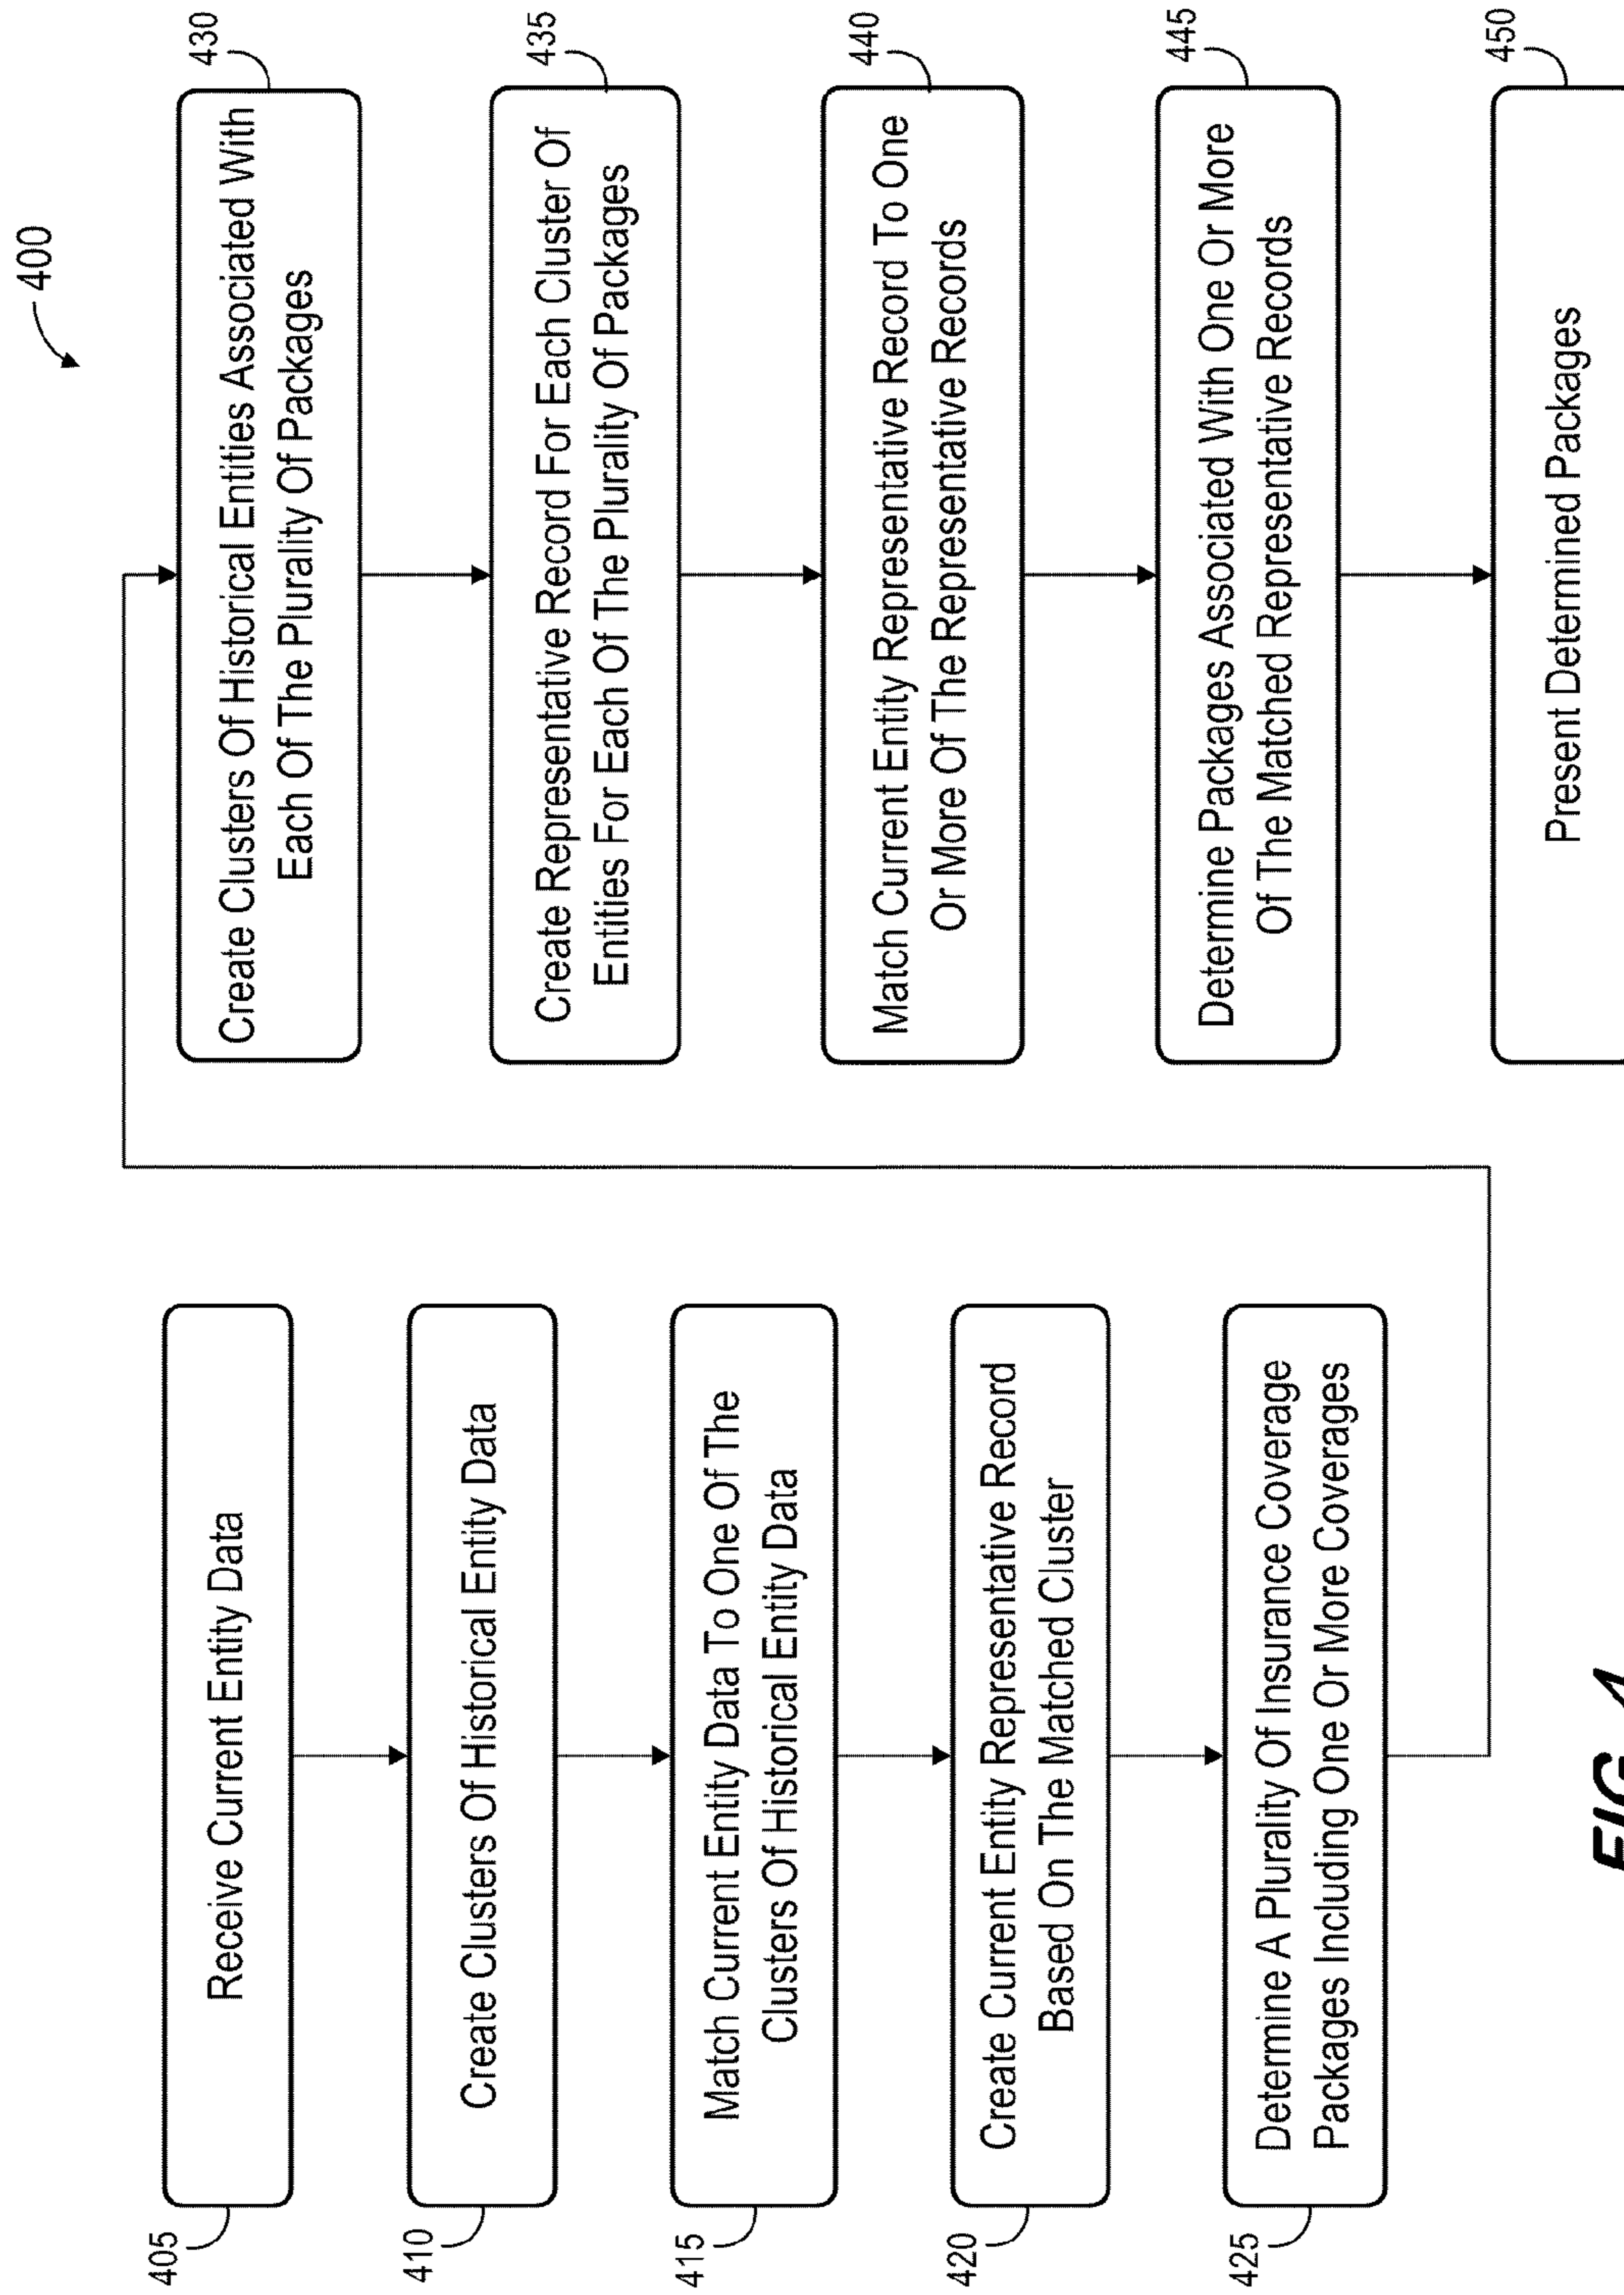 400
405
Receive Current Entity Data
410
Create Clusters Of Historical Entity Data
415
Match Current Entity Data To One Of The
Clusters Of Historical Entity Data
420
Create Current Entity Representative Record
Based On The Matched Cluster
425
Determine A Plurality Of Insurance Coverage
Packages Including One Or More Coverages
430
Create Clusters Of Historical Entities Associated With
Each Of The Plurality Of Packages
435
Create Representative Record For Each Cluster Of
Entities For Each Of The Plurality Of Packages
440
Match Current Entity Representative Record To One
Or More Of The Representative Records
445
Determine Packages Associated With One Or More
Of The Matched Representative Records
450
Present Determined Packages
FIG. 4